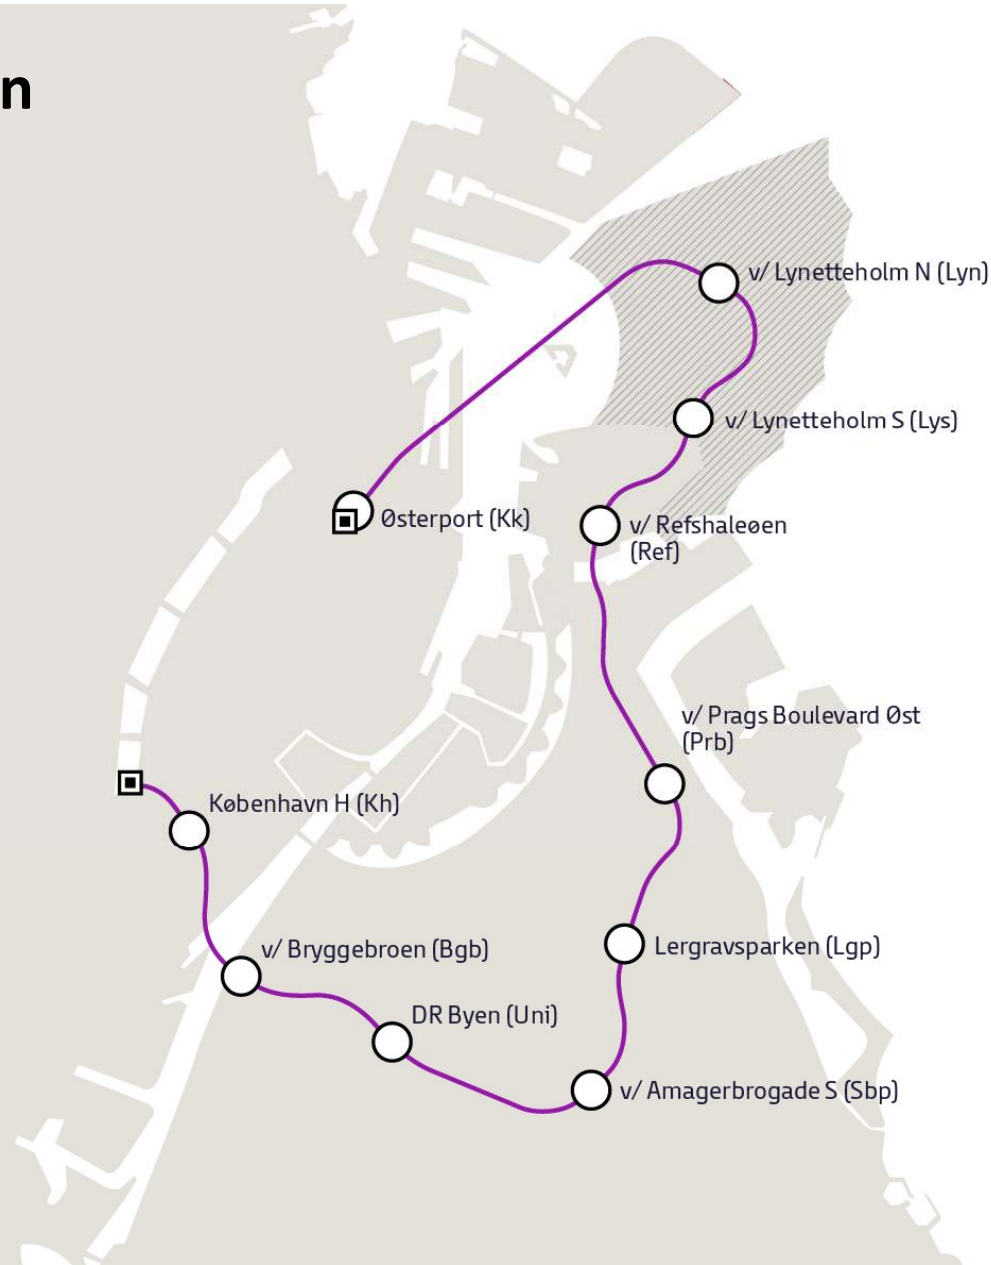 n
v/ Lynetteholm N (Lyn)
v/ Lynetteholm S (Lys)
Østerport (Kk)
v/ Refshaleøen
(Ref)
v/ Prags Boulevard Øst
(Prb)
København H (Kh)
Lergravsparken (Lgp)
v/ Bryggebroen (Bgb)
DR Byen (Uni)
v/ Amagerbrogade S (Sbp)